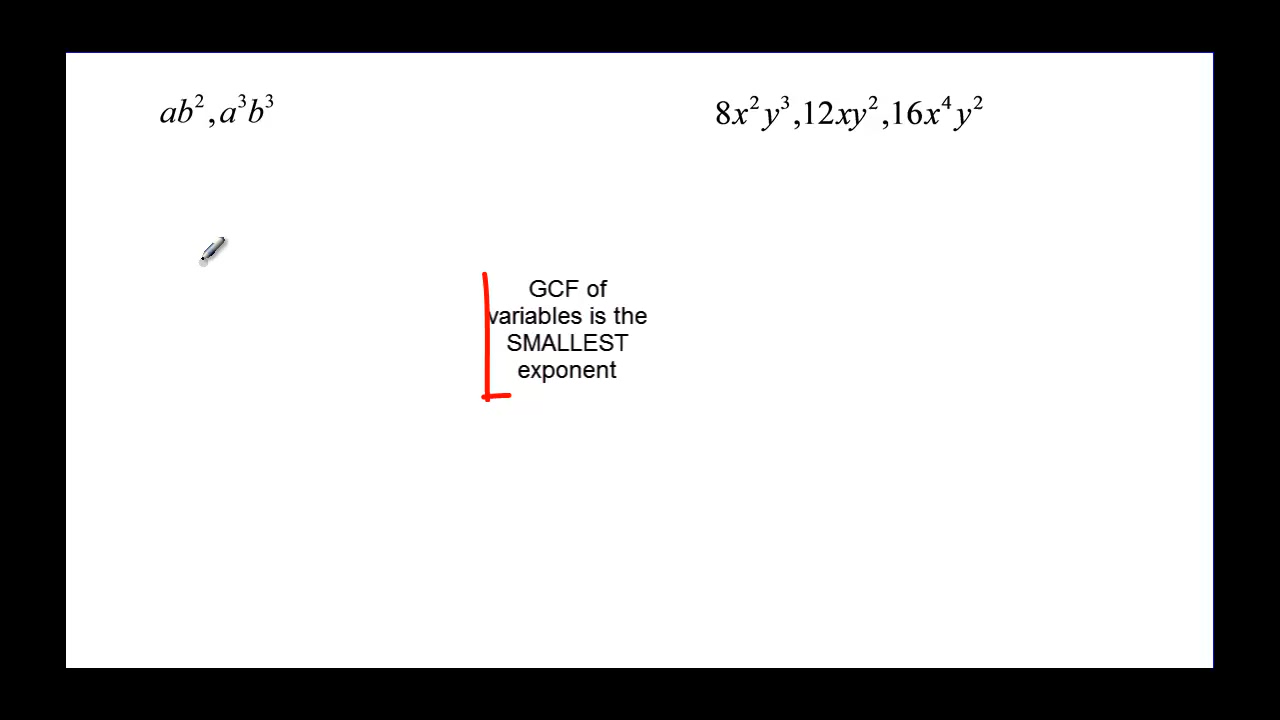 ab²,a³b³
8x²y³,12xy²,16x⁴y²
GCF of
variables is the
SMALLEST
exponent